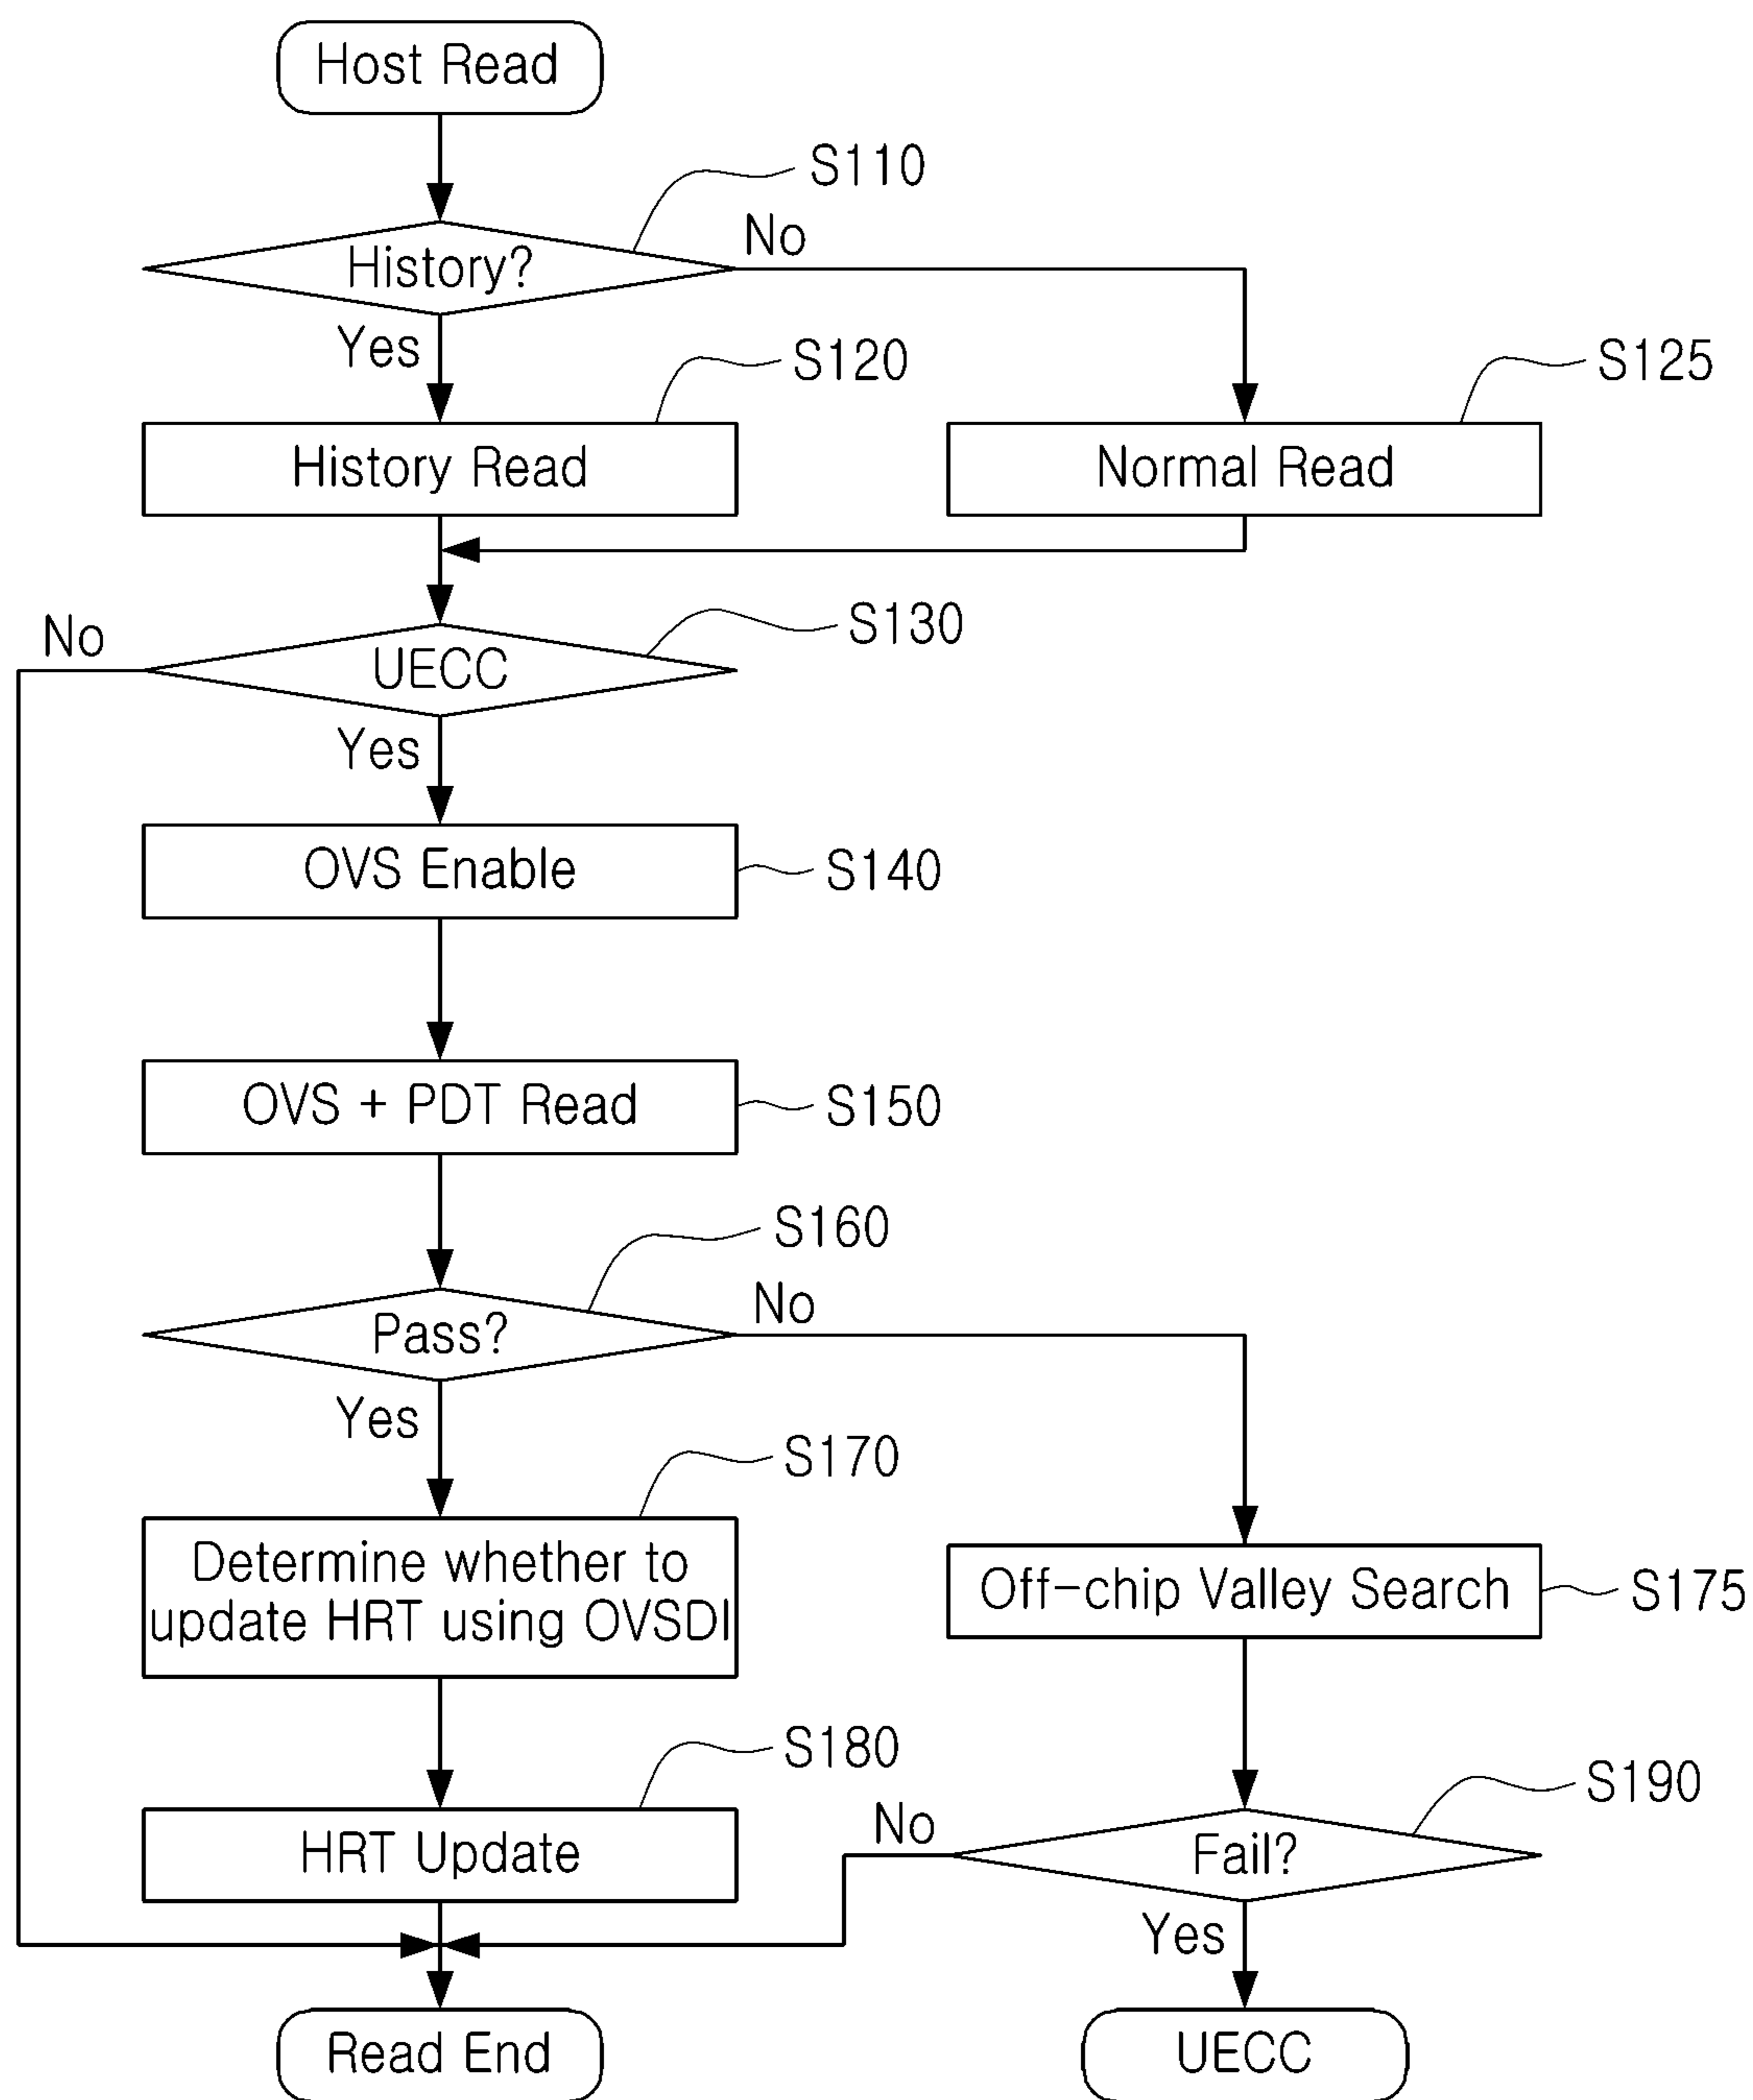 Host Read
S110
History?
No
Yes
S120
S125
History Read
Normal Read
No
S130
UECC
Yes
OVS Enable
S140
OVS + PDT Read
S150
S160
Pass?
No
Yes
S170
Determine whether to
update HRT using OVSDI
Off-chip Valley Search
S175
S180
S190
HRT Update
No
Fail?
Yes
Read End
UECC